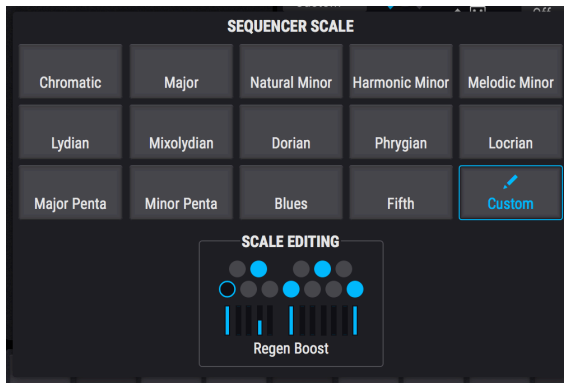 SEQUENCER SCALE
Chromatic
Major
Natural Minor
Harmonic Minor
Melodic Minor
Lydian
Mixolydian
Dorian
Phrygian
Locrian
Major Penta
Minor Penta
Blues
Fifth
Custom
SCALE EDITING
Regen Boost